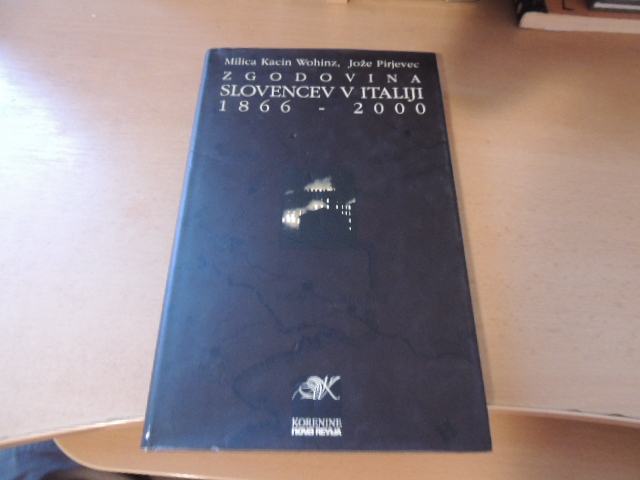 Milica Kacin Wohinz, Jože Pirjevec
ZGODOVINA
SLOVENCEV V ITALIJI
1866 - 2000
KORENINE
NOVA REVIJA